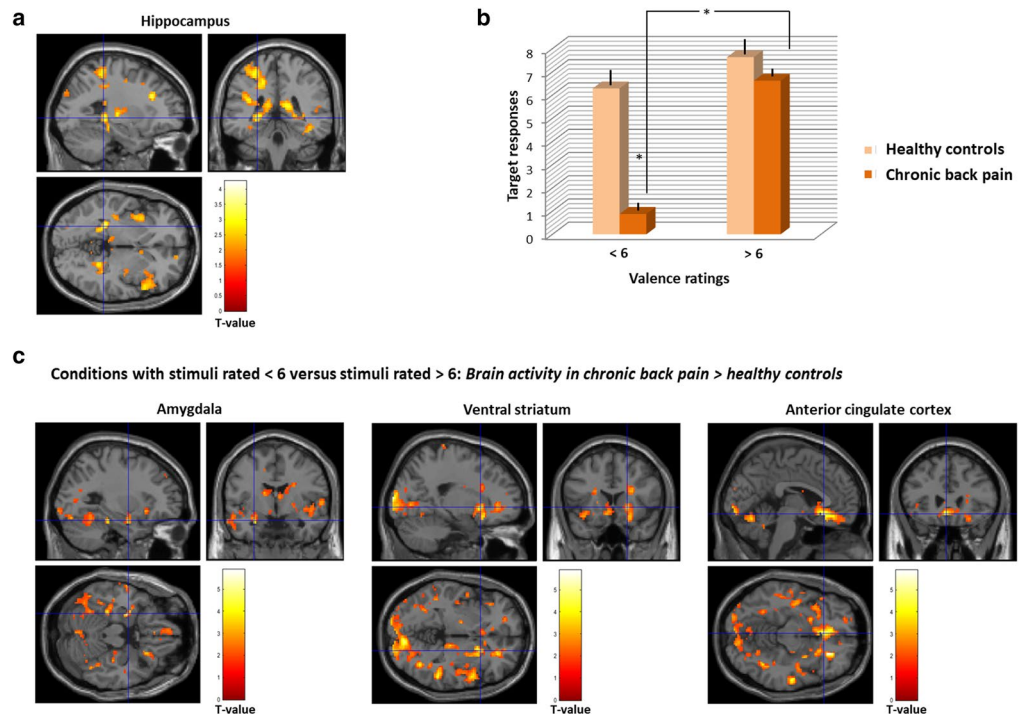 a
Hippocampus
4
3.5
3
2.5
2
1.5
1
0.5
0
T-value
b
*
8
7
6
5
4
3
2
1
0
*
Target responses
< 6
> 6
Valence ratings
Healthy controls
Chronic back pain
c
Conditions with stimuli rated < 6 versus stimuli rated > 6: Brain activity in chronic back pain > healthy controls
Amygdala
5
4
3
2
1
0
T-value
Ventral striatum
5
4
3
2
1
0
T-value
Anterior cingulate cortex
5
4
3
2
1
0
T-value